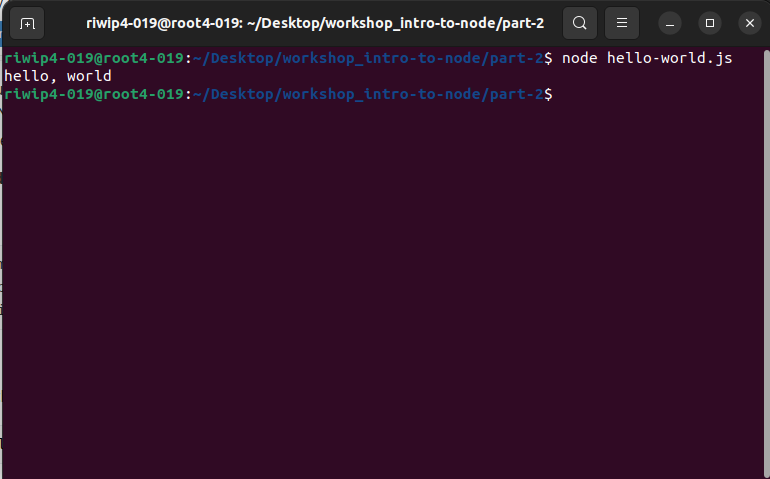 riwip4-019@root4-019: ~/Desktop/workshop_intro-to-node/part-2
riwip4-019@root4-019:~/Desktop/workshop_intro-to-node/part-2$ node hello-world.js
hello, world
riwip4-019@root4-019:~/Desktop/workshop_intro-to-node/part-2$